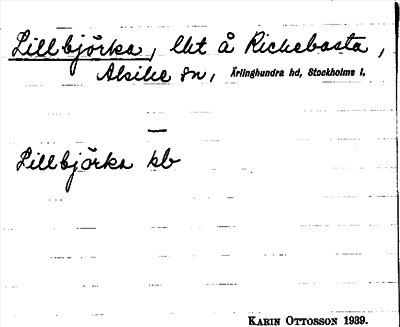 Lillbjörka, lht å Rickebasta,
Alsike sn, Ärlinghundra hd, Stockholms l.
—
Lillbjörka kb
KARIN OTTOSSON 1939.